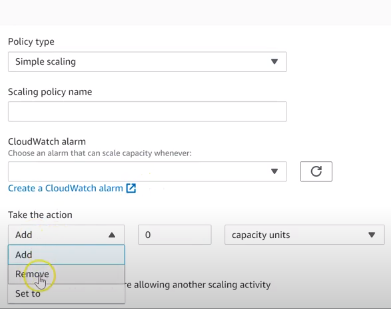 Policy type
Simple scaling
Scaling policy name
CloudWatch alarm
Choose an alarm that can scale capacity whenever:
Create a CloudWatch alarm
Take the action
Add 0 capacity units
Add
Remove
re allowing another scaling activity
Set to